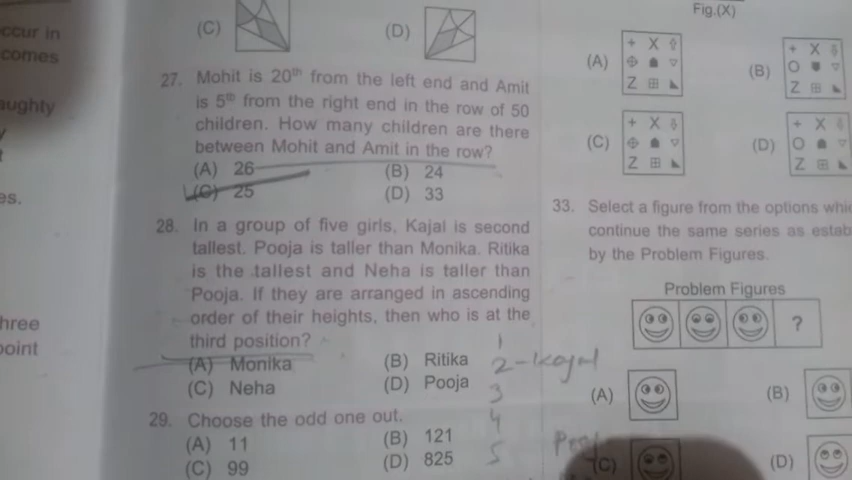 ccur in
comes
aughty
es.
hree
point
(C)
(D)
27. Mohit is 20th from the left end and Amit
is 5th from the right end in the row of 50
children. How many children are there
between Mohit and Amit in the row?
(A) 26 (B) 24
(C) 25 (D) 33
28. In a group of five girls, Kajal is second
tallest. Pooja is taller than Monika. Ritika
is the tallest and Neha is taller than
Pooja. If they are arranged in ascending
order of their heights, then who is at the
third position?
(A) Monika (B) Ritika
(C) Neha (D) Pooja
29. Choose the odd one out.
(A) 11 (B) 121
(C) 99 (D) 825
1
2-Kajal
3
4
5
Fig.(X)
(A) + X
Z
(B) + X
O
Z
(C) + X
Z
(D) + X
O
Z
33. Select a figure from the options
continue the same series as
by the Problem Figures.
Problem Figures
?
(A) (B)
(C) (D)